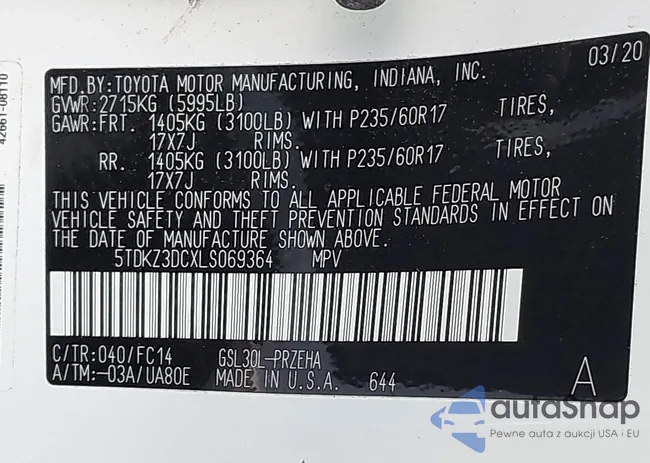 03/20
MFD.BY:TOYOTA MOTOR MANUFACTURING, INDIANA, INC.
GVWR:2715KG (5995LB)
GAWR:FRT. 1405KG (3100LB) WITH P235/60R17 TIRES,
17X7J RIMS.
RR. 1405KG (3100LB) WITH P235/60R17 TIRES,
17X7J RIMS.
THIS VEHICLE CONFORMS TO ALL APPLICABLE FEDERAL MOTOR
VEHICLE SAFETY AND THEFT PREVENTION STANDARDS IN EFFECT ON
THE DATE OF MANUFACTURE SHOWN ABOVE.
5TDKZ3DCXLS069364 MPV
C/TR:040/FC14 GSL30L-PRZEHA
A/TM:-03A/UA80E MADE IN U.S.A. 644 A
42661-08110
autaSnap
Pewne auta z aukcji USA i EU